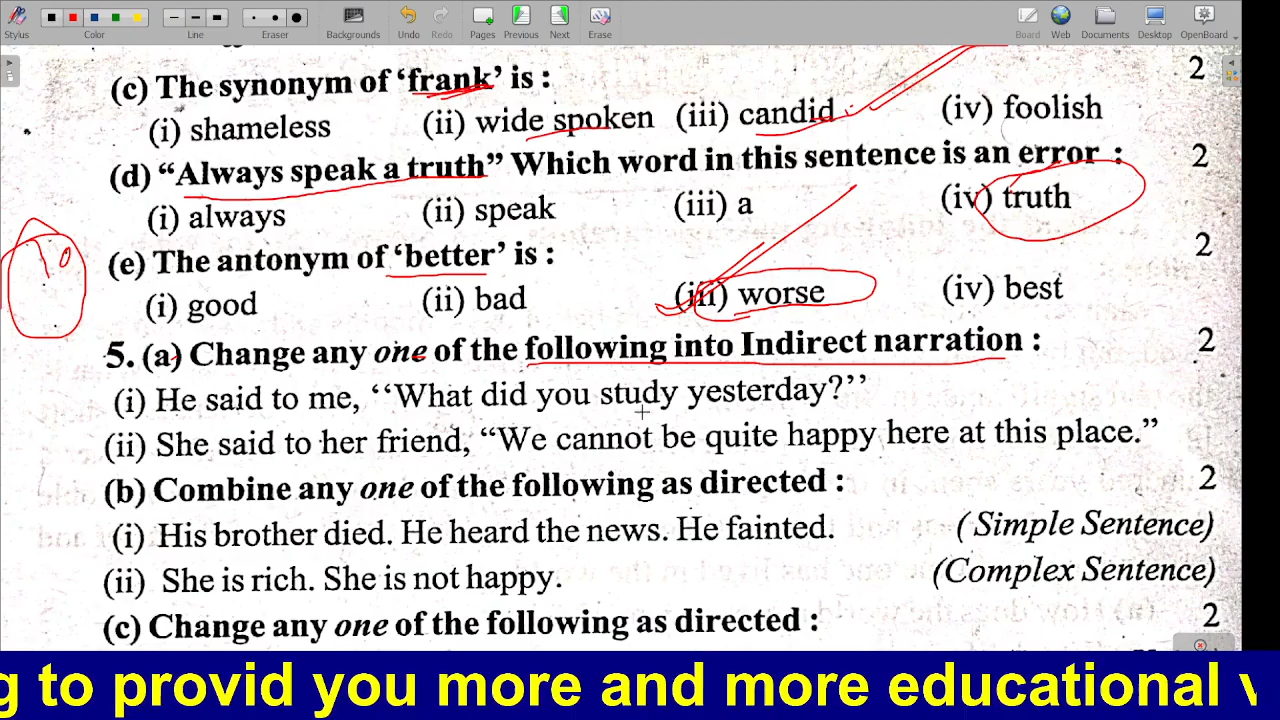 Stylus Color Line Eraser Backgrounds Undo Redo Pages Previous Next Erase Board Web Documents Desktop OpenBoard
(c) The synonym of ‘frank’ is : 2
(i) shameless (ii) wide spoken (iii) candid (iv) foolish
(d) “Always speak a truth” Which word in this sentence is an error : 2
(i) always (ii) speak (iii) a (iv) truth
(e) The antonym of ‘better’ is : 2
(i) good (ii) bad (iii) worse (iv) best
10
5. (a) Change any one of the following into Indirect narration : 2
(i) He said to me, ‘‘What did you study yesterday?’’
(ii) She said to her friend, “We cannot be quite happy here at this place.”
(b) Combine any one of the following as directed : 2
(i) His brother died. He heard the news. He fainted. (Simple Sentence)
(ii) She is rich. She is not happy. (Complex Sentence)
(c) Change any one of the following as directed : 2
g to provid you more and more educational v